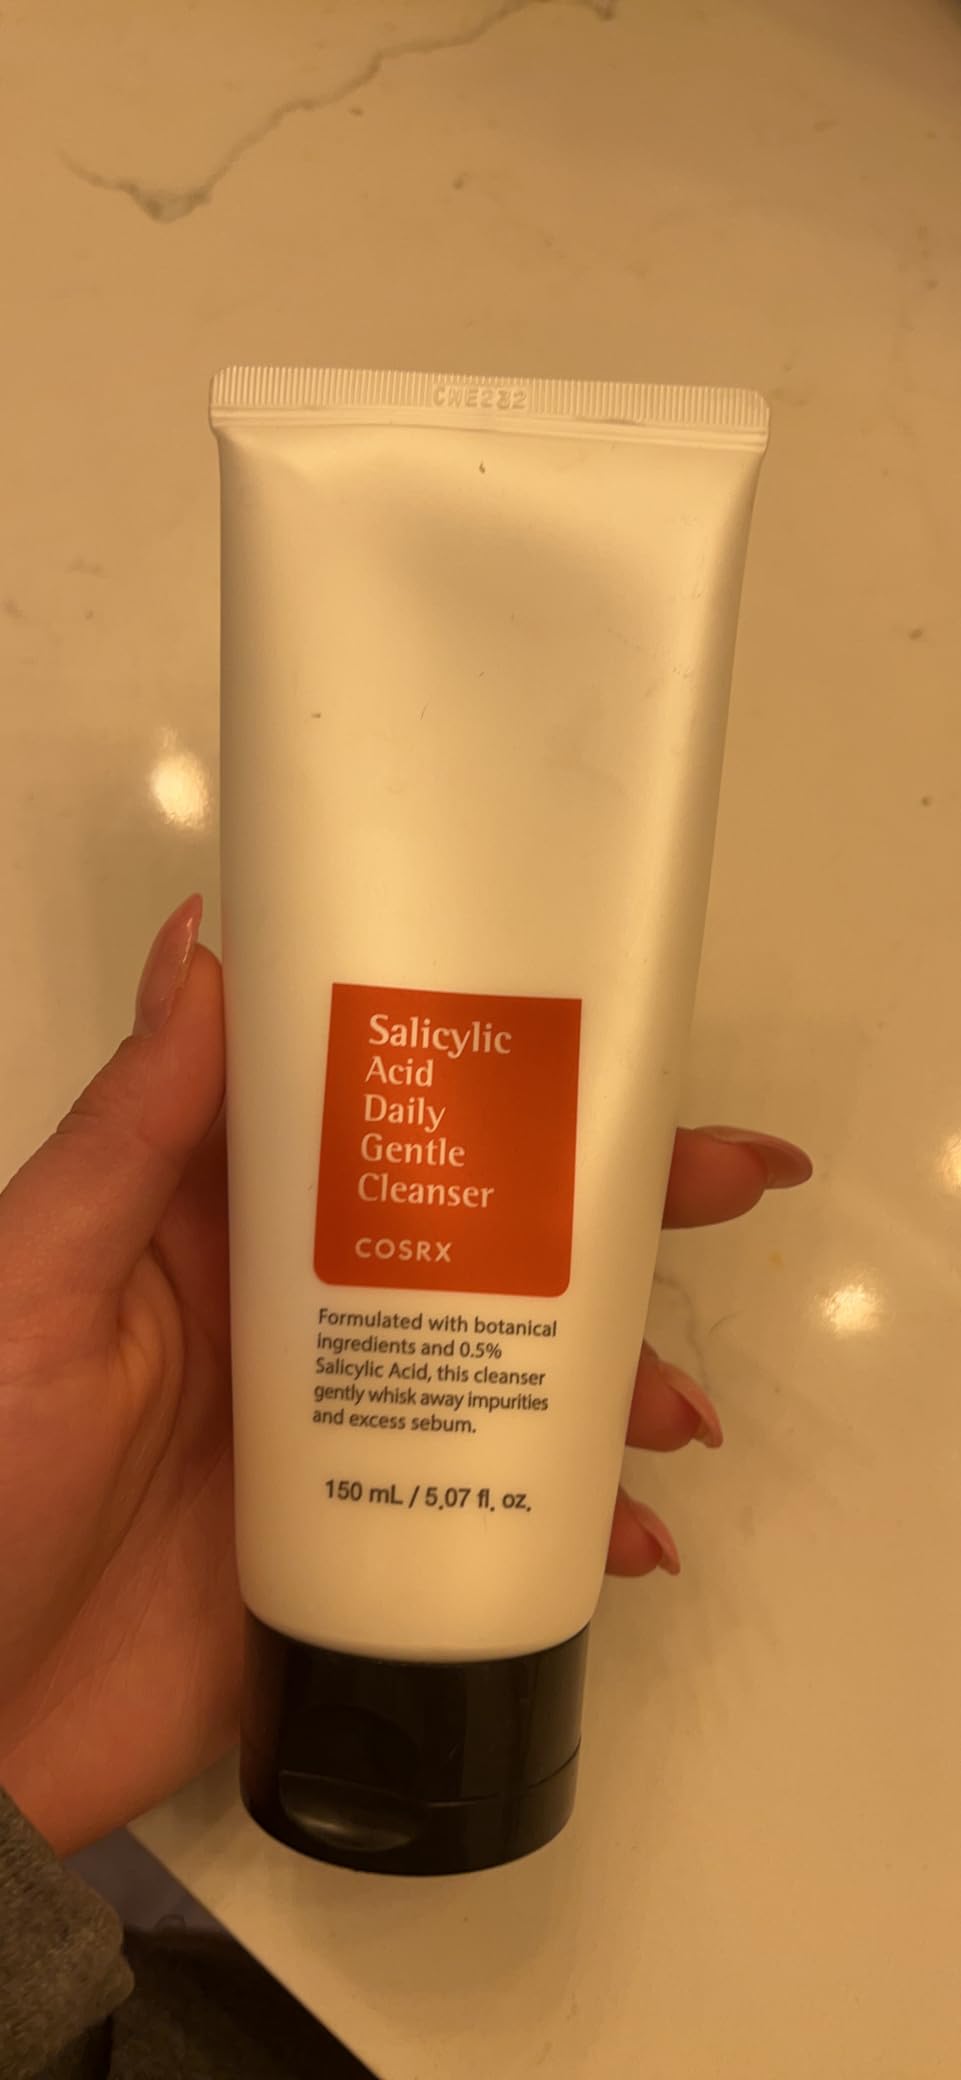 CWE232
Salicylic
Acid
Daily
Gentle
Cleanser
COSRX
Formulated with botanical
ingredients and 0.5%
Salicylic Acid, this cleanser
gently whisk away impurities
and excess sebum.
150 mL / 5.07 fl. oz.